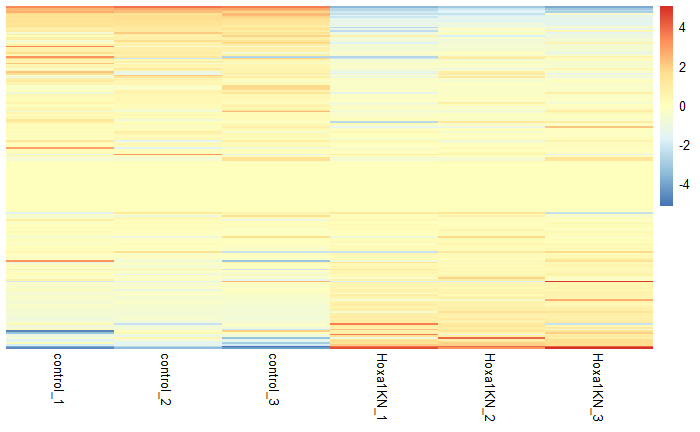 4
2
0
-2
-4
control_1
control_2
control_3
Hoxa1KN_1
Hoxa1KN_2
Hoxa1KN_3